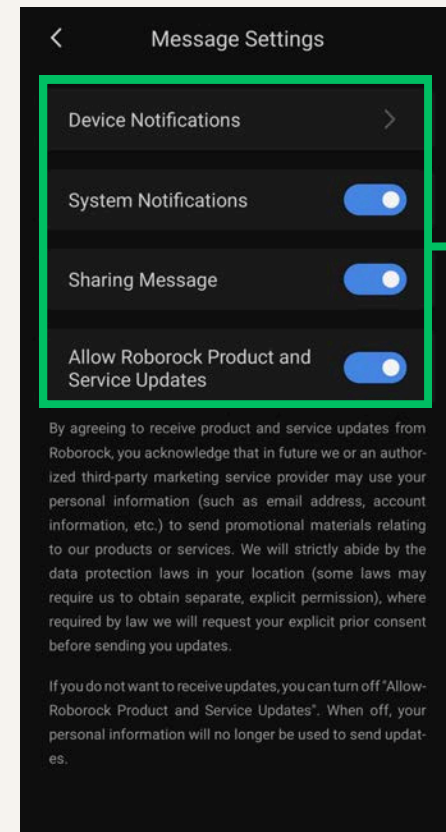 Message Settings
Device Notifications
System Notifications
Sharing Message
Allow Roborock Product and
Service Updates
By agreeing to receive product and service updates from
Roborock, you acknowledge that in future we or an author-
ized third-party marketing service provider may use your
personal information (such as email address, account
information, etc.) to send promotional materials relating
to our products or services. We will strictly abide by the
data protection laws in your location (some laws may
require us to obtain separate, explicit permission), where
required by law we will request your explicit prior consent
before sending you updates.
If you do not want to receive updates, you can turn off "Allow-
Roborock Product and Service Updates". When off, your
personal information will no longer be used to send updat-
es.